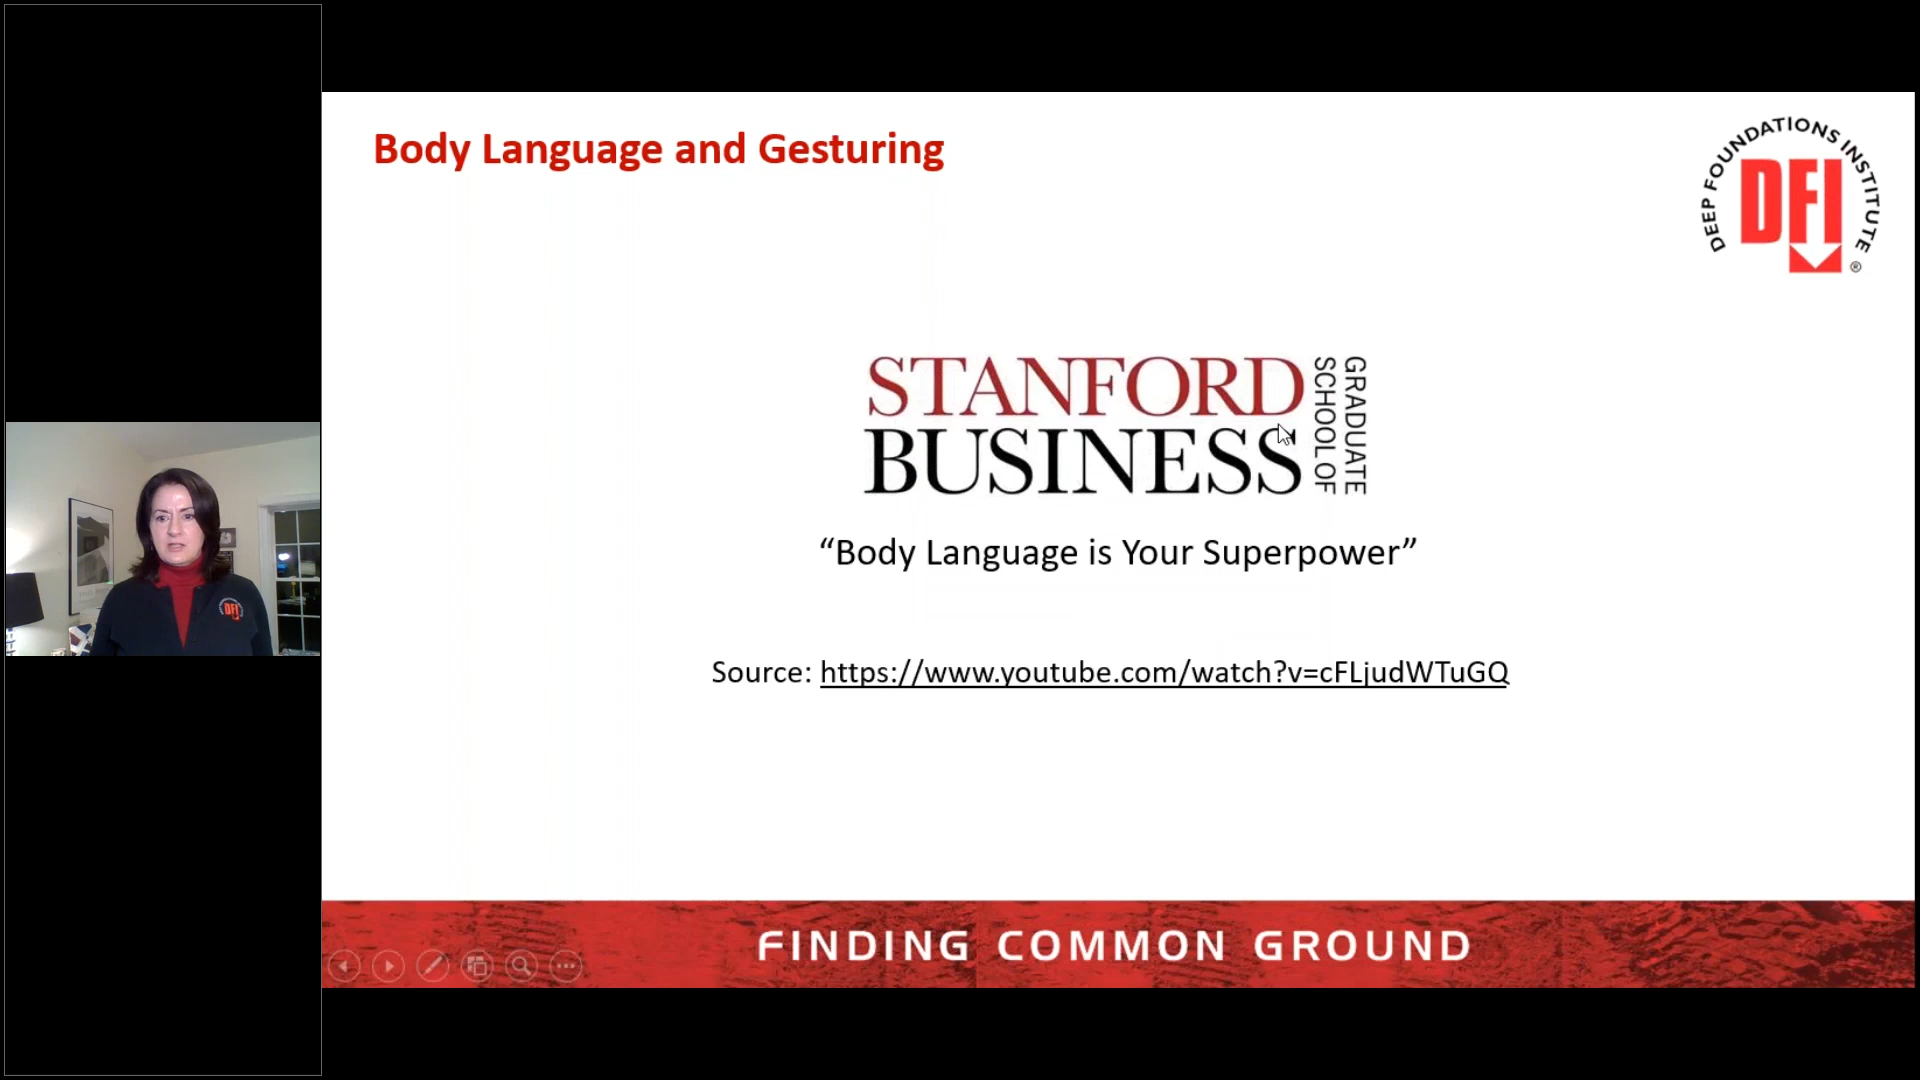 Body Language and Gesturing
DEEP FOUNDATIONS INSTITUTE
DFI
®
STANFORD
BUSINESS
GRADUATE
SCHOOL OF
“Body Language is Your Superpower”
Source: https://www.youtube.com/watch?v=cFLjudWTuGQ
DFI
FINDING COMMON GROUND